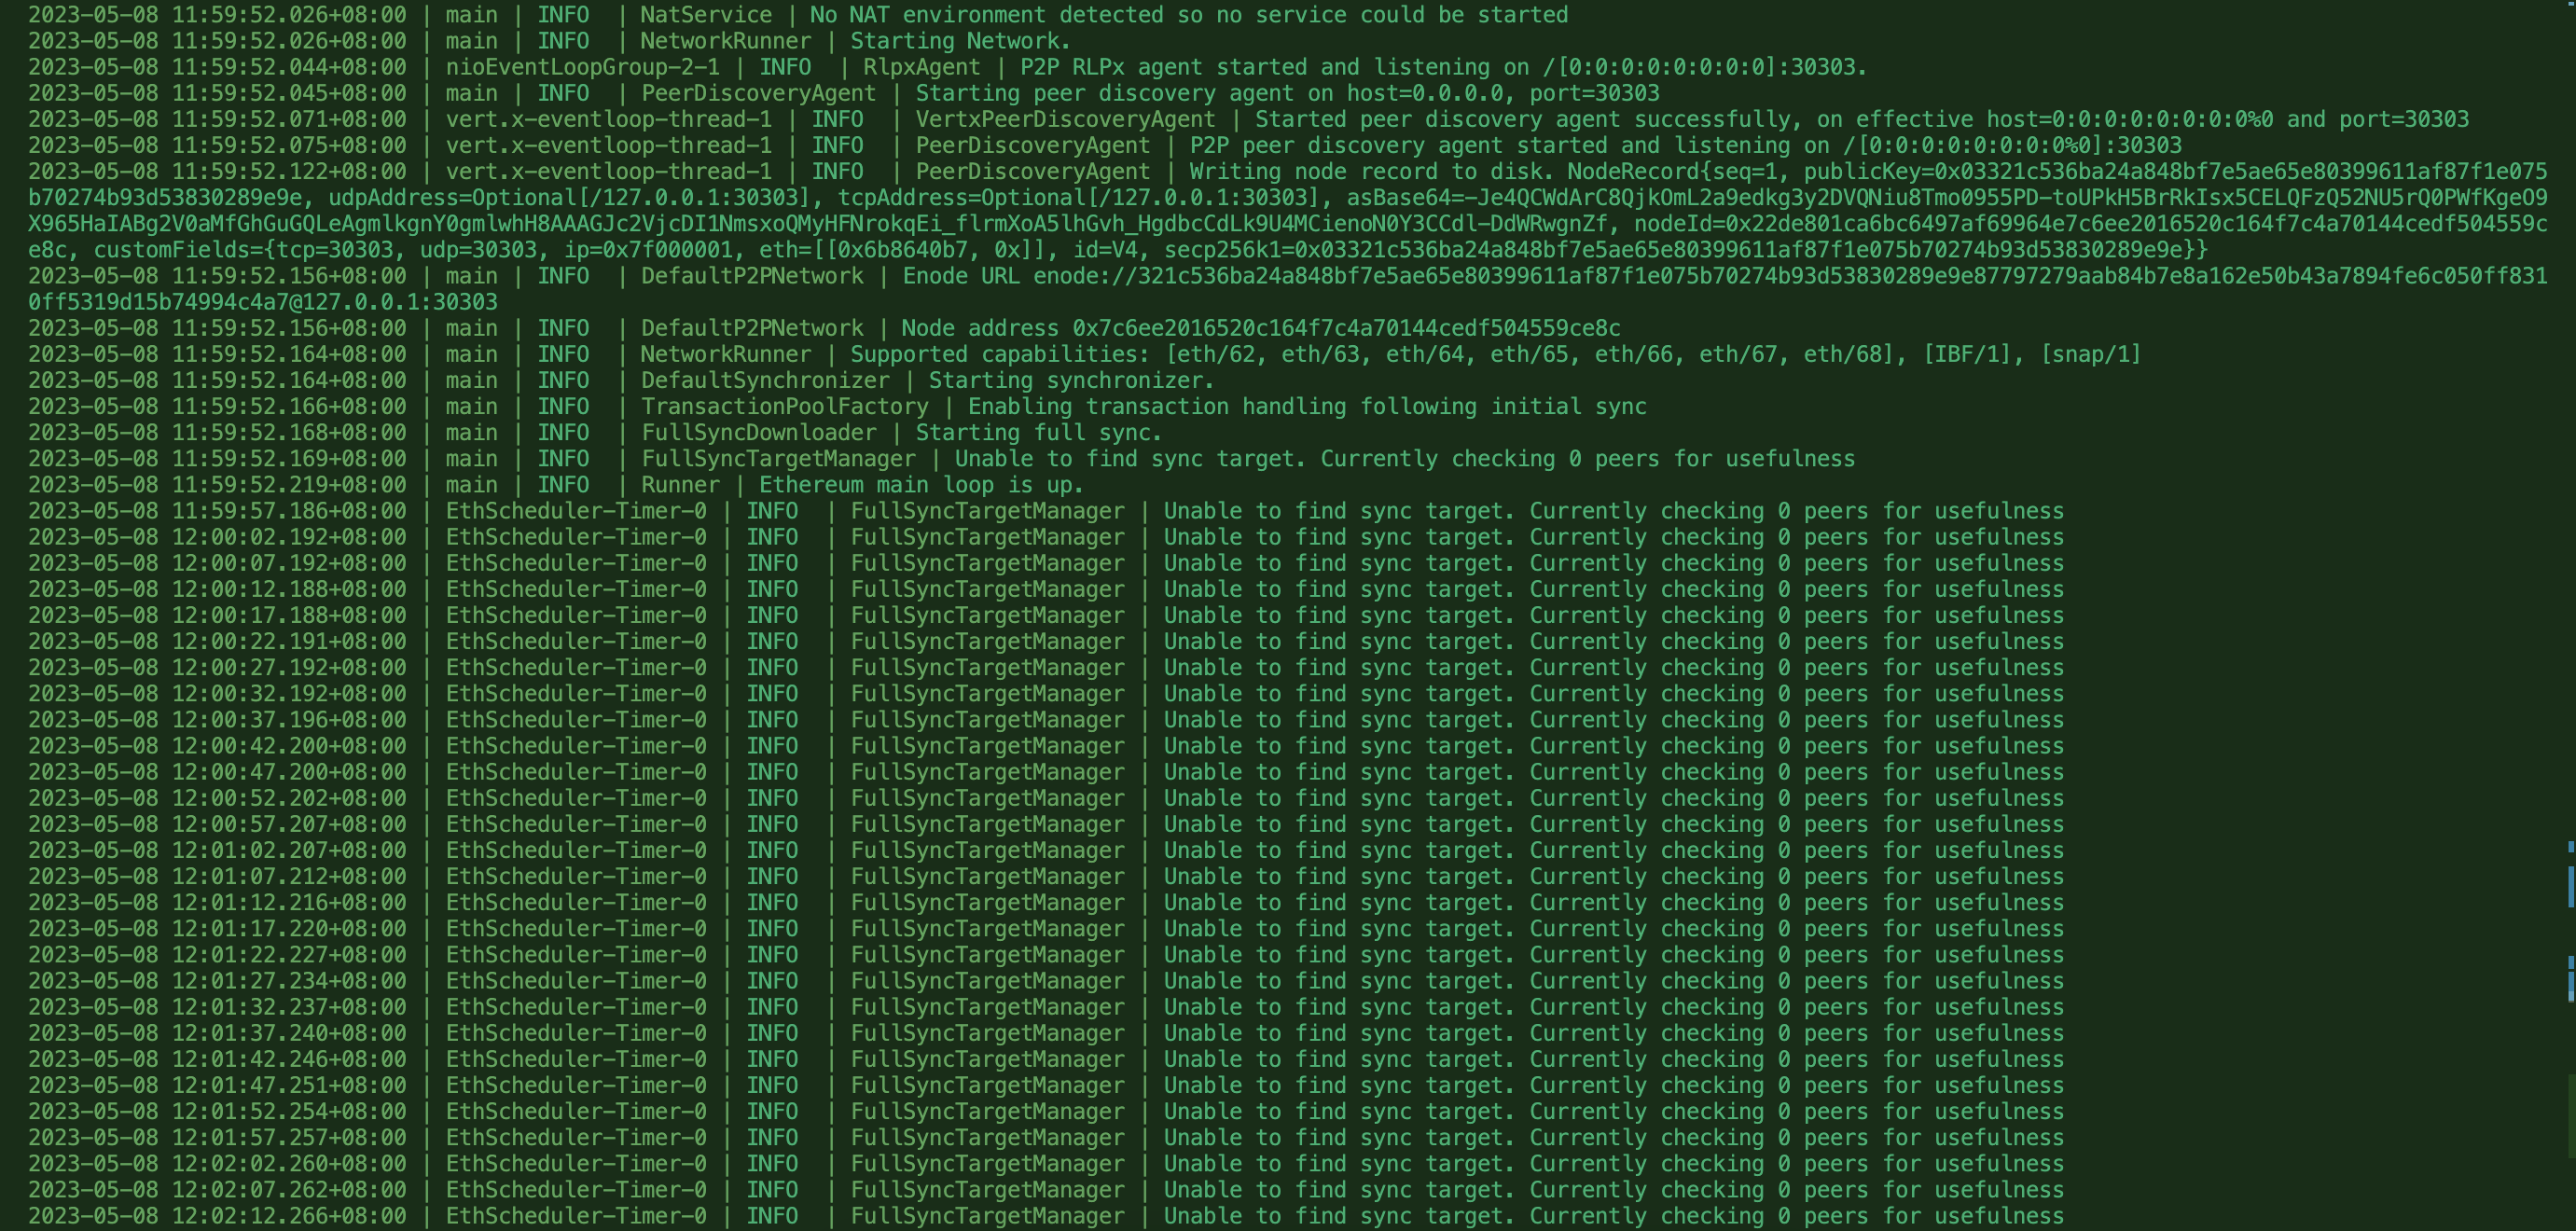 2023-05-08 11:59:52.026+08:00 | main | INFO  | NatService | No NAT environment detected so no service could be started
2023-05-08 11:59:52.026+08:00 | main | INFO  | NetworkRunner | Starting Network.
2023-05-08 11:59:52.044+08:00 | nioEventLoopGroup-2-1 | INFO  | RlpxAgent | P2P RLPx agent started and listening on /[0:0:0:0:0:0:0:0]:30303.
2023-05-08 11:59:52.045+08:00 | main | INFO  | PeerDiscoveryAgent | Starting peer discovery agent on host=0.0.0.0, port=30303
2023-05-08 11:59:52.071+08:00 | vert.x-eventloop-thread-1 | INFO  | VertxPeerDiscoveryAgent | Started peer discovery agent successfully, on effective host=0:0:0:0:0:0:0:0%0 and port=30303
2023-05-08 11:59:52.075+08:00 | vert.x-eventloop-thread-1 | INFO  | PeerDiscoveryAgent | P2P peer discovery agent started and listening on /[0:0:0:0:0:0:0:0%0]:30303
2023-05-08 11:59:52.122+08:00 | vert.x-eventloop-thread-1 | INFO  | PeerDiscoveryAgent | Writing node record to disk. NodeRecord{seq=1, publicKey=0x03321c536ba24a848bf7e5ae65e80399611af87f1e075
b70274b93d53830289e9e, udpAddress=Optional[/127.0.0.1:30303], tcpAddress=Optional[/127.0.0.1:30303], asBase64=-Je4QCWdArC8QjkOmL2a9edkg3y2DVQNiu8Tmo0955PD-toUPkH5BrRkIsx5CELQFzQ52NU5rQ0PWfKgeO9
X965HaIABg2V0aMfGhGuGQLeAgmlkgnY0gmlwhH8AAAGJc2VjcDI1NmsxoQMyHFNrokqEi_flrmXoA5lhGvh_HgdbcCdLk9U4MCienoN0Y3CCdl-DdWRwgnZf, nodeId=0x22de801ca6bc6497af69964e7c6ee2016520c164f7c4a70144cedf504559c
e8c, customFields={tcp=30303, udp=30303, ip=0x7f000001, eth=[[0x6b8640b7, 0x]], id=V4, secp256k1=0x03321c536ba24a848bf7e5ae65e80399611af87f1e075b70274b93d53830289e9e}}
2023-05-08 11:59:52.156+08:00 | main | INFO  | DefaultP2PNetwork | Enode URL enode://321c536ba24a848bf7e5ae65e80399611af87f1e075b70274b93d53830289e9e87797279aab84b7e8a162e50b43a7894fe6c050ff831
0ff5319d15b74994c4a7@127.0.0.1:30303
2023-05-08 11:59:52.156+08:00 | main | INFO  | DefaultP2PNetwork | Node address 0x7c6ee2016520c164f7c4a70144cedf504559ce8c
2023-05-08 11:59:52.164+08:00 | main | INFO  | NetworkRunner | Supported capabilities: [eth/62, eth/63, eth/64, eth/65, eth/66, eth/67, eth/68], [IBF/1], [snap/1]
2023-05-08 11:59:52.164+08:00 | main | INFO  | DefaultSynchronizer | Starting synchronizer.
2023-05-08 11:59:52.166+08:00 | main | INFO  | TransactionPoolFactory | Enabling transaction handling following initial sync
2023-05-08 11:59:52.168+08:00 | main | INFO  | FullSyncDownloader | Starting full sync.
2023-05-08 11:59:52.169+08:00 | main | INFO  | FullSyncTargetManager | Unable to find sync target. Currently checking 0 peers for usefulness
2023-05-08 11:59:52.219+08:00 | main | INFO  | Runner | Ethereum main loop is up.
2023-05-08 11:59:57.186+08:00 | EthScheduler-Timer-0 | INFO  | FullSyncTargetManager | Unable to find sync target. Currently checking 0 peers for usefulness
2023-05-08 12:00:02.192+08:00 | EthScheduler-Timer-0 | INFO  | FullSyncTargetManager | Unable to find sync target. Currently checking 0 peers for usefulness
2023-05-08 12:00:07.192+08:00 | EthScheduler-Timer-0 | INFO  | FullSyncTargetManager | Unable to find sync target. Currently checking 0 peers for usefulness
2023-05-08 12:00:12.188+08:00 | EthScheduler-Timer-0 | INFO  | FullSyncTargetManager | Unable to find sync target. Currently checking 0 peers for usefulness
2023-05-08 12:00:17.188+08:00 | EthScheduler-Timer-0 | INFO  | FullSyncTargetManager | Unable to find sync target. Currently checking 0 peers for usefulness
2023-05-08 12:00:22.191+08:00 | EthScheduler-Timer-0 | INFO  | FullSyncTargetManager | Unable to find sync target. Currently checking 0 peers for usefulness
2023-05-08 12:00:27.192+08:00 | EthScheduler-Timer-0 | INFO  | FullSyncTargetManager | Unable to find sync target. Currently checking 0 peers for usefulness
2023-05-08 12:00:32.192+08:00 | EthScheduler-Timer-0 | INFO  | FullSyncTargetManager | Unable to find sync target. Currently checking 0 peers for usefulness
2023-05-08 12:00:37.196+08:00 | EthScheduler-Timer-0 | INFO  | FullSyncTargetManager | Unable to find sync target. Currently checking 0 peers for usefulness
2023-05-08 12:00:42.200+08:00 | EthScheduler-Timer-0 | INFO  | FullSyncTargetManager | Unable to find sync target. Currently checking 0 peers for usefulness
2023-05-08 12:00:47.200+08:00 | EthScheduler-Timer-0 | INFO  | FullSyncTargetManager | Unable to find sync target. Currently checking 0 peers for usefulness
2023-05-08 12:00:52.202+08:00 | EthScheduler-Timer-0 | INFO  | FullSyncTargetManager | Unable to find sync target. Currently checking 0 peers for usefulness
2023-05-08 12:00:57.207+08:00 | EthScheduler-Timer-0 | INFO  | FullSyncTargetManager | Unable to find sync target. Currently checking 0 peers for usefulness
2023-05-08 12:01:02.207+08:00 | EthScheduler-Timer-0 | INFO  | FullSyncTargetManager | Unable to find sync target. Currently checking 0 peers for usefulness
2023-05-08 12:01:07.212+08:00 | EthScheduler-Timer-0 | INFO  | FullSyncTargetManager | Unable to find sync target. Currently checking 0 peers for usefulness
2023-05-08 12:01:12.216+08:00 | EthScheduler-Timer-0 | INFO  | FullSyncTargetManager | Unable to find sync target. Currently checking 0 peers for usefulness
2023-05-08 12:01:17.220+08:00 | EthScheduler-Timer-0 | INFO  | FullSyncTargetManager | Unable to find sync target. Currently checking 0 peers for usefulness
2023-05-08 12:01:22.227+08:00 | EthScheduler-Timer-0 | INFO  | FullSyncTargetManager | Unable to find sync target. Currently checking 0 peers for usefulness
2023-05-08 12:01:27.234+08:00 | EthScheduler-Timer-0 | INFO  | FullSyncTargetManager | Unable to find sync target. Currently checking 0 peers for usefulness
2023-05-08 12:01:32.237+08:00 | EthScheduler-Timer-0 | INFO  | FullSyncTargetManager | Unable to find sync target. Currently checking 0 peers for usefulness
2023-05-08 12:01:37.240+08:00 | EthScheduler-Timer-0 | INFO  | FullSyncTargetManager | Unable to find sync target. Currently checking 0 peers for usefulness
2023-05-08 12:01:42.246+08:00 | EthScheduler-Timer-0 | INFO  | FullSyncTargetManager | Unable to find sync target. Currently checking 0 peers for usefulness
2023-05-08 12:01:47.251+08:00 | EthScheduler-Timer-0 | INFO  | FullSyncTargetManager | Unable to find sync target. Currently checking 0 peers for usefulness
2023-05-08 12:01:52.254+08:00 | EthScheduler-Timer-0 | INFO  | FullSyncTargetManager | Unable to find sync target. Currently checking 0 peers for usefulness
2023-05-08 12:01:57.257+08:00 | EthScheduler-Timer-0 | INFO  | FullSyncTargetManager | Unable to find sync target. Currently checking 0 peers for usefulness
2023-05-08 12:02:02.260+08:00 | EthScheduler-Timer-0 | INFO  | FullSyncTargetManager | Unable to find sync target. Currently checking 0 peers for usefulness
2023-05-08 12:02:07.262+08:00 | EthScheduler-Timer-0 | INFO  | FullSyncTargetManager | Unable to find sync target. Currently checking 0 peers for usefulness
2023-05-08 12:02:12.266+08:00 | EthScheduler-Timer-0 | INFO  | FullSyncTargetManager | Unable to find sync target. Currently checking 0 peers for usefulness